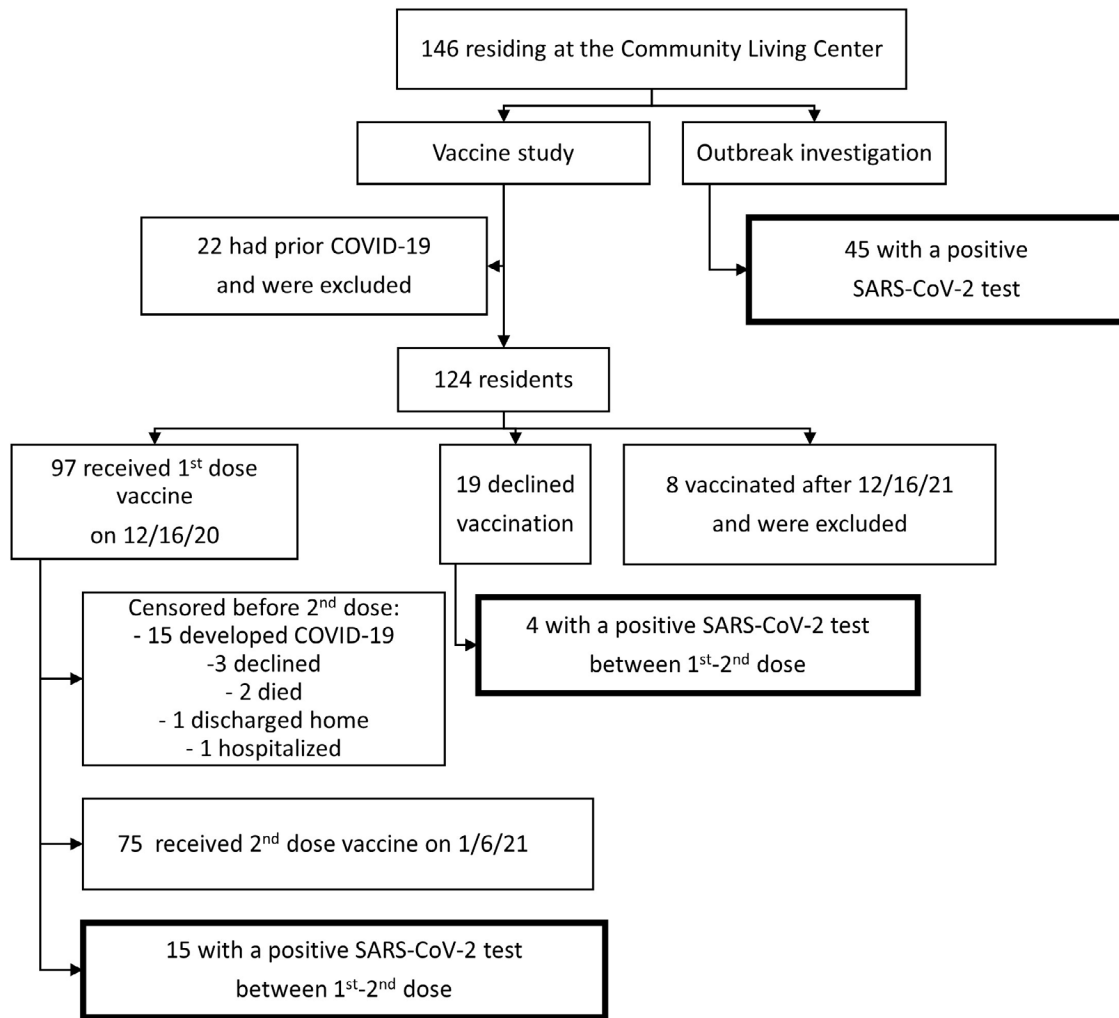 146 residing at the Community Living Center
Vaccine study
Outbreak investigation
22 had prior COVID-19
and were excluded
45 with a positive
SARS-CoV-2 test
124 residents
97 received 1st dose
vaccine
on 12/16/20
19 declined
vaccination
8 vaccinated after 12/16/21
and were excluded
Censored before 2nd dose:
- 15 developed COVID-19
-3 declined
- 2 died
- 1 discharged home
- 1 hospitalized
4 with a positive SARS-CoV-2 test
between 1st-2nd dose
75 received 2nd dose vaccine on 1/6/21
15 with a positive SARS-CoV-2 test
between 1st-2nd dose